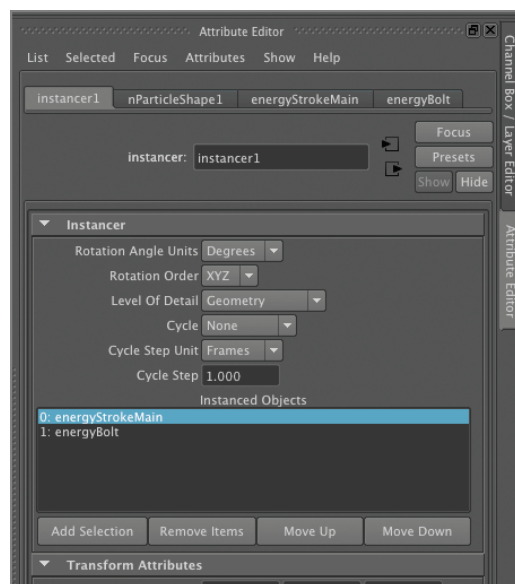 Attribute Editor
List Selected Focus Attributes Show Help
instancer1 nParticleShape1 energyStrokeMain energyBolt
Focus
instancer: instancer1
Presets
Show Hide
Instancer
Rotation Angle Units Degrees
Rotation Order XYZ
Level Of Detail Geometry
Cycle None
Cycle Step Unit Frames
Cycle Step 1.000
Instanced Objects
0: energyStrokeMain
1: energyBolt
Add Selection Remove Items Move Up Move Down
Transform Attributes
Channel Box / Layer Editor
Attribute Editor